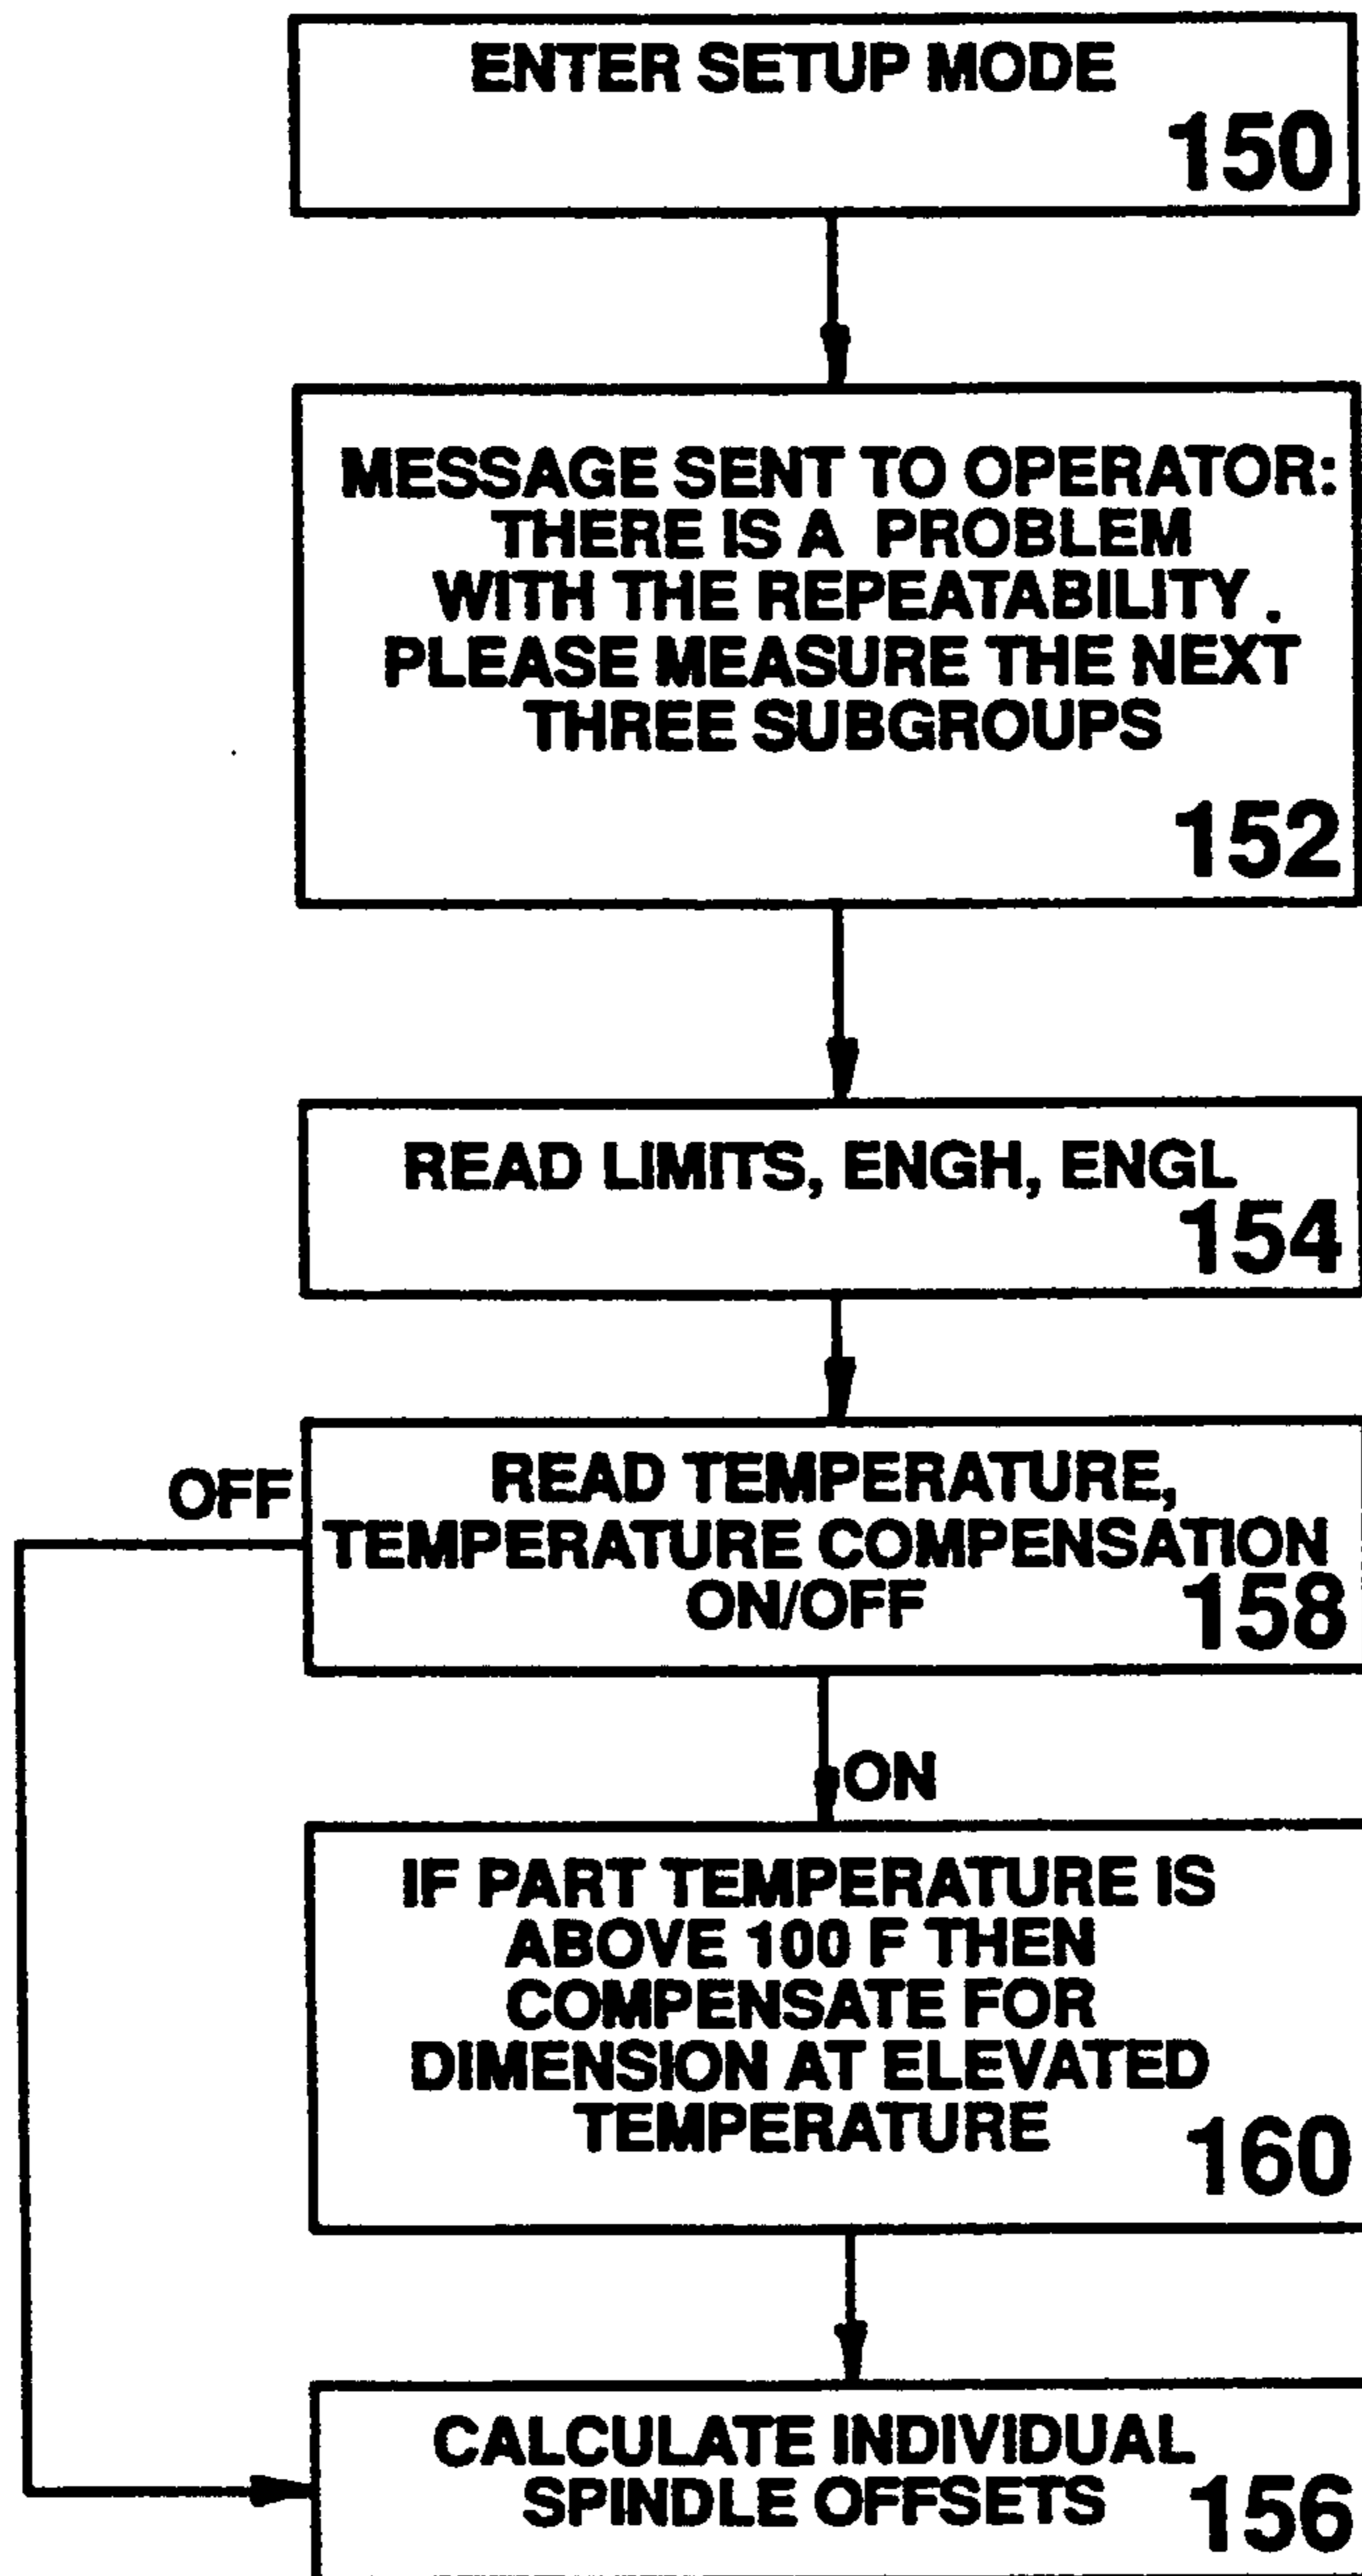 ENTER SETUP MODE
150
MESSAGE SENT TO OPERATOR:
THERE IS A PROBLEM
WITH THE REPEATABILITY.
PLEASE MEASURE THE NEXT
THREE SUBGROUPS
152
READ LIMITS, ENGH, ENGL
154
OFF
READ TEMPERATURE,
TEMPERATURE COMPENSATION
ON/OFF
158
ON
IF PART TEMPERATURE IS
ABOVE 100 F THEN
COMPENSATE FOR
DIMENSION AT ELEVATED
TEMPERATURE
160
CALCULATE INDIVIDUAL
SPINDLE OFFSETS
156